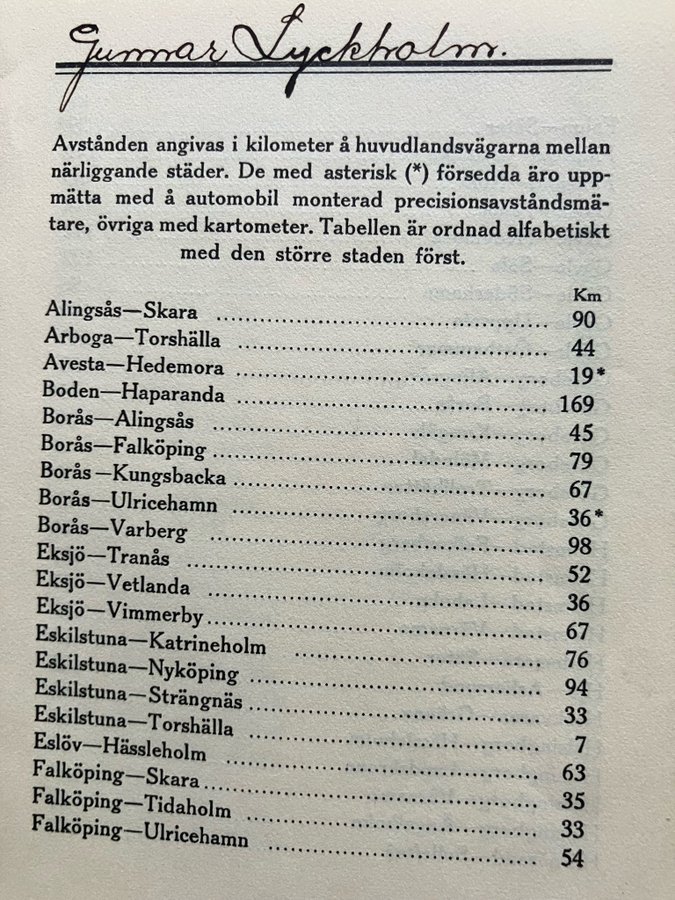 Gunnar Lyckholm.
Avstånden angivas i kilometer å huvudlandsvägarna mellan
närliggande städer. De med asterisk (*) försedda äro upp-
mätta med å automobil monterad precisionsavståndsmä-
tare, övriga med kartometer. Tabellen är ordnad alfabetiskt
med den större staden först.
Km
Alingsås—Skara 90
Arboga—Torshälla 44
Avesta—Hedemora 19*
Boden—Haparanda 169
Borås—Alingsås 45
Borås—Falköping 79
Borås—Kungsbacka 67
Borås—Ulricehamn 36*
Borås—Varberg 98
Eksjö—Tranås 52
Eksjö—Vetlanda 36
Eksjö—Vimmerby 67
Eskilstuna—Katrineholm 76
Eskilstuna—Nyköping 94
Eskilstuna—Strängnäs 33
Eskilstuna—Torshälla 7
Eslöv—Hässleholm 63
Falköping—Skara 35
Falköping—Tidaholm 33
Falköping—Ulricehamn 54